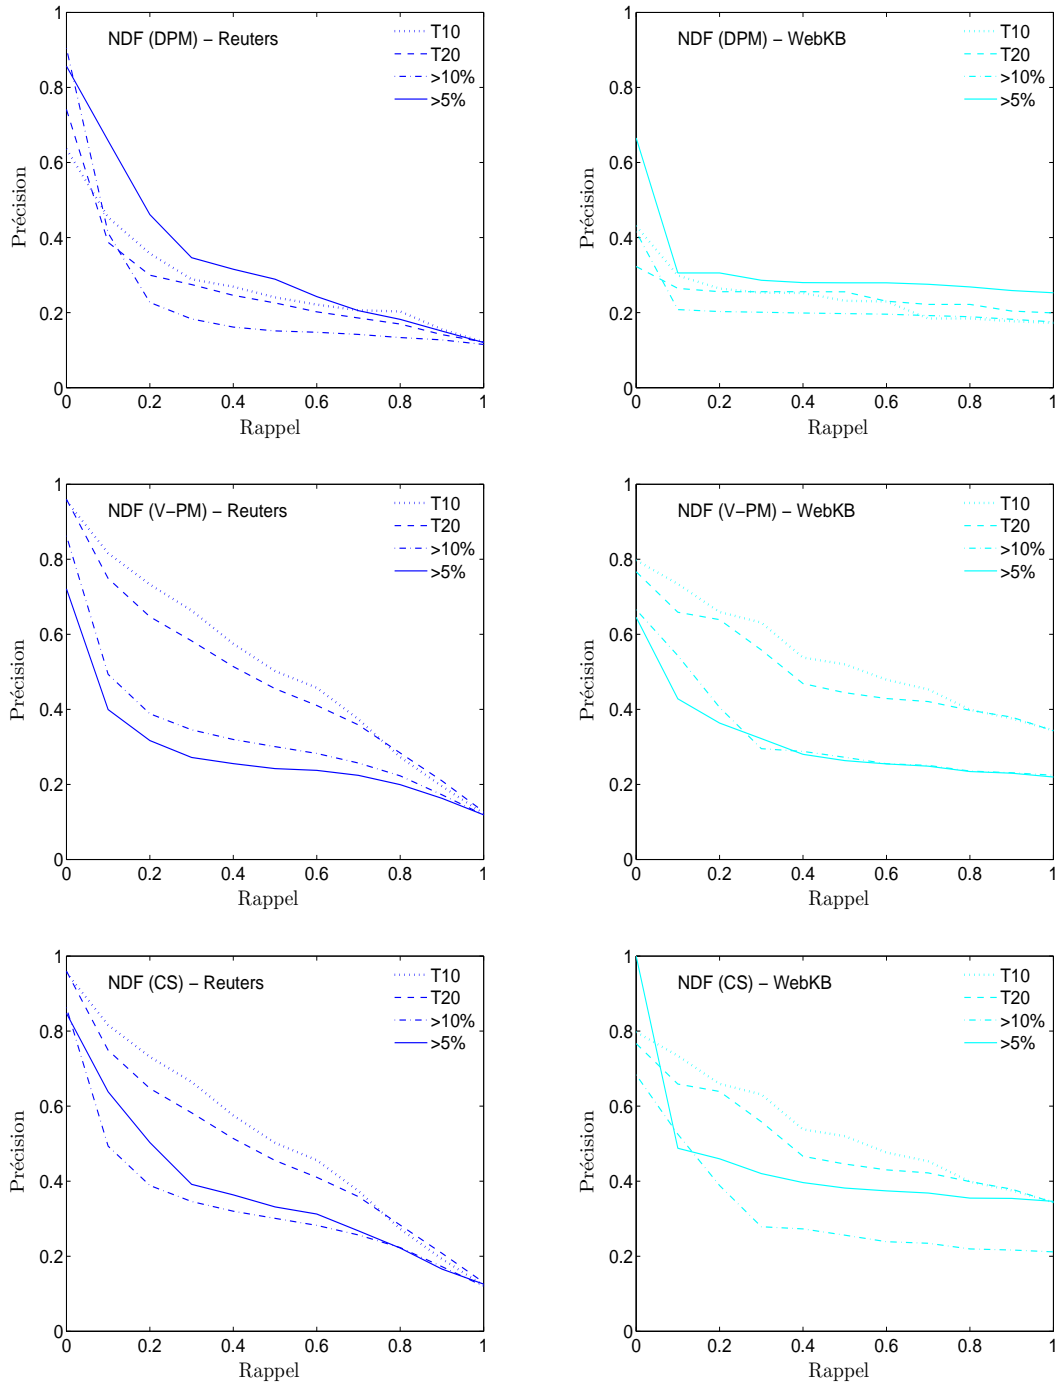 NDF (DPM) – Reuters
T10
T20
>10%
>5%
1
0.8
0.6
0.4
0.2
0
Précision
0 0.2 0.4 0.6 0.8 1
Rappel
NDF (DPM) – WebKB
T10
T20
>10%
>5%
1
0.8
0.6
0.4
0.2
0
Précision
0 0.2 0.4 0.6 0.8 1
Rappel
NDF (V–PM) – Reuters
T10
T20
>10%
>5%
1
0.8
0.6
0.4
0.2
0
Précision
0 0.2 0.4 0.6 0.8 1
Rappel
NDF (V–PM) – WebKB
T10
T20
>10%
>5%
1
0.8
0.6
0.4
0.2
0
Précision
0 0.2 0.4 0.6 0.8 1
Rappel
NDF (CS) – Reuters
T10
T20
>10%
>5%
1
0.8
0.6
0.4
0.2
0
Précision
0 0.2 0.4 0.6 0.8 1
Rappel
NDF (CS) – WebKB
T10
T20
>10%
>5%
1
0.8
0.6
0.4
0.2
0
Précision
0 0.2 0.4 0.6 0.8 1
Rappel